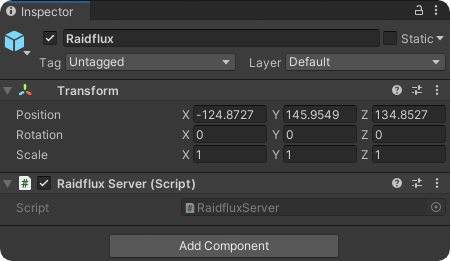 Inspector
Raidflux Static
Tag Untagged Layer Default
Transform
Position X -124.8727 Y 145.9549 Z 134.8527
Rotation X 0 Y 0 Z 0
Scale X 1 Y 1 Z 1
# Raidflux Server (Script)
Script # RaidfluxServer
Add Component